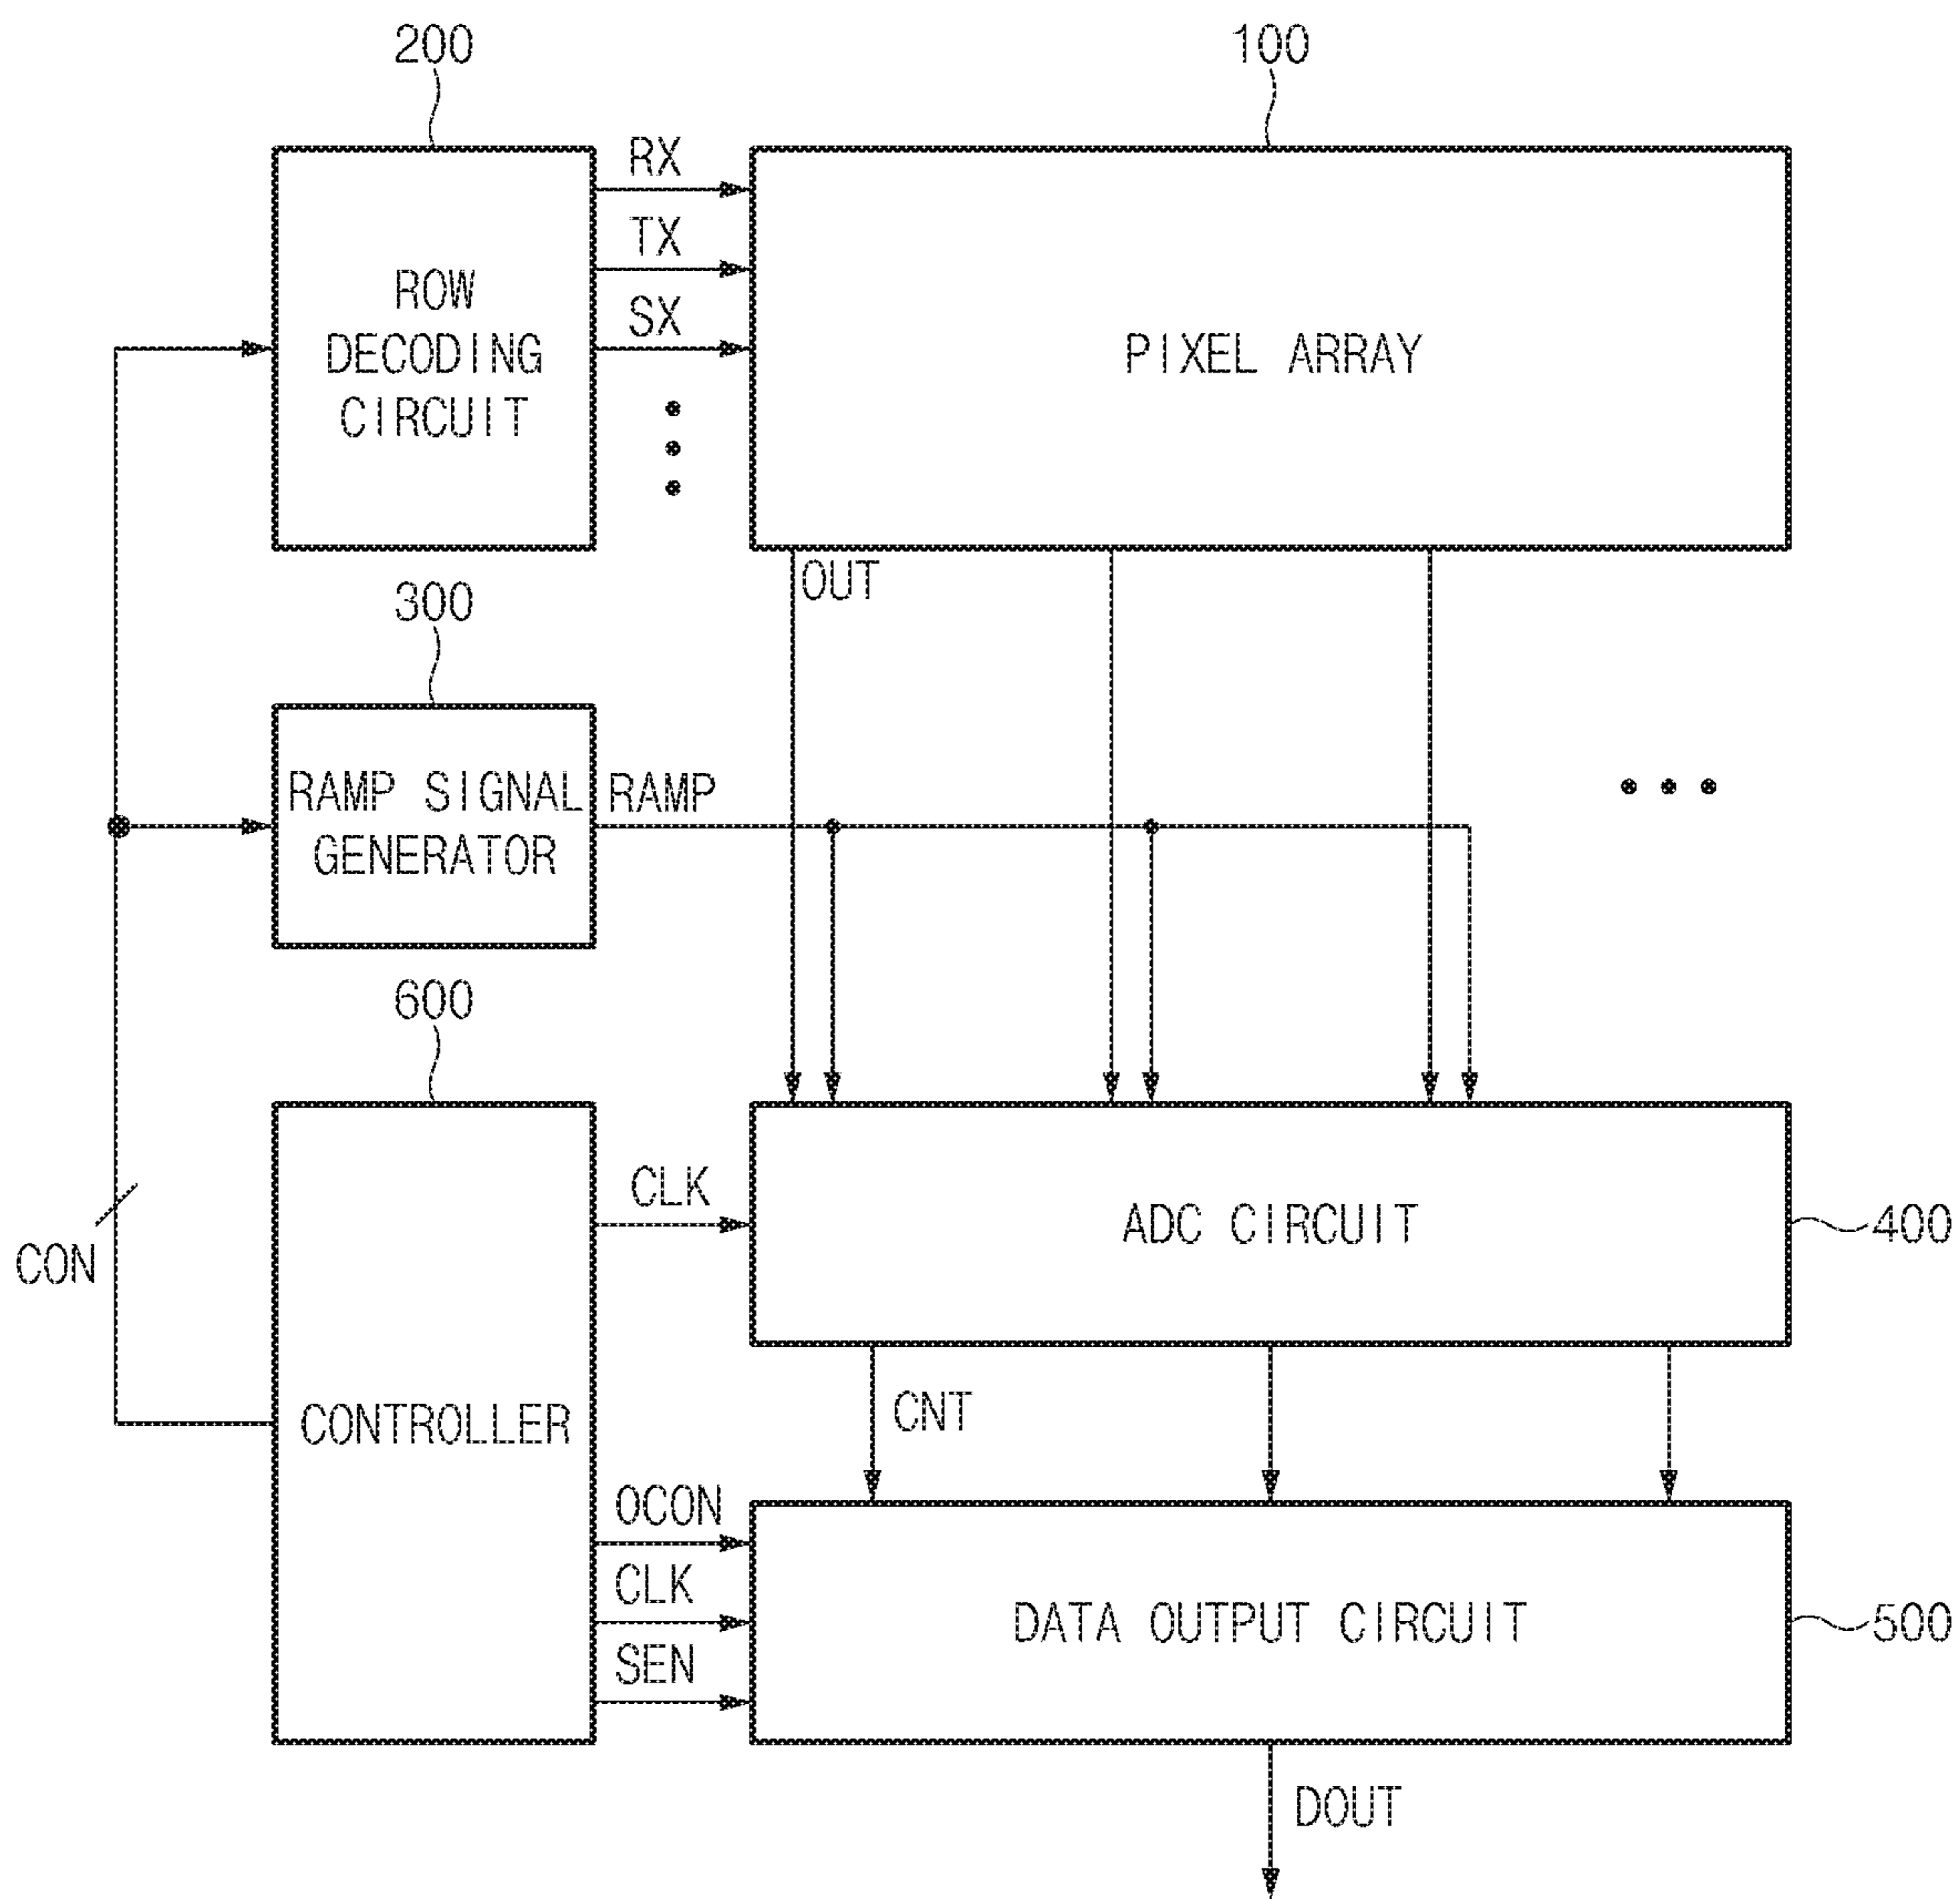 200
100
RX
TX
SX
ROW
DECODING
CIRCUIT
PIXEL ARRAY
OUT
300
RAMP SIGNAL
GENERATOR
RAMP
600
CLK
ADC CIRCUIT
400
CON
CNT
CONTROLLER
OCON
CLK
SEN
DATA OUTPUT CIRCUIT
500
DOUT